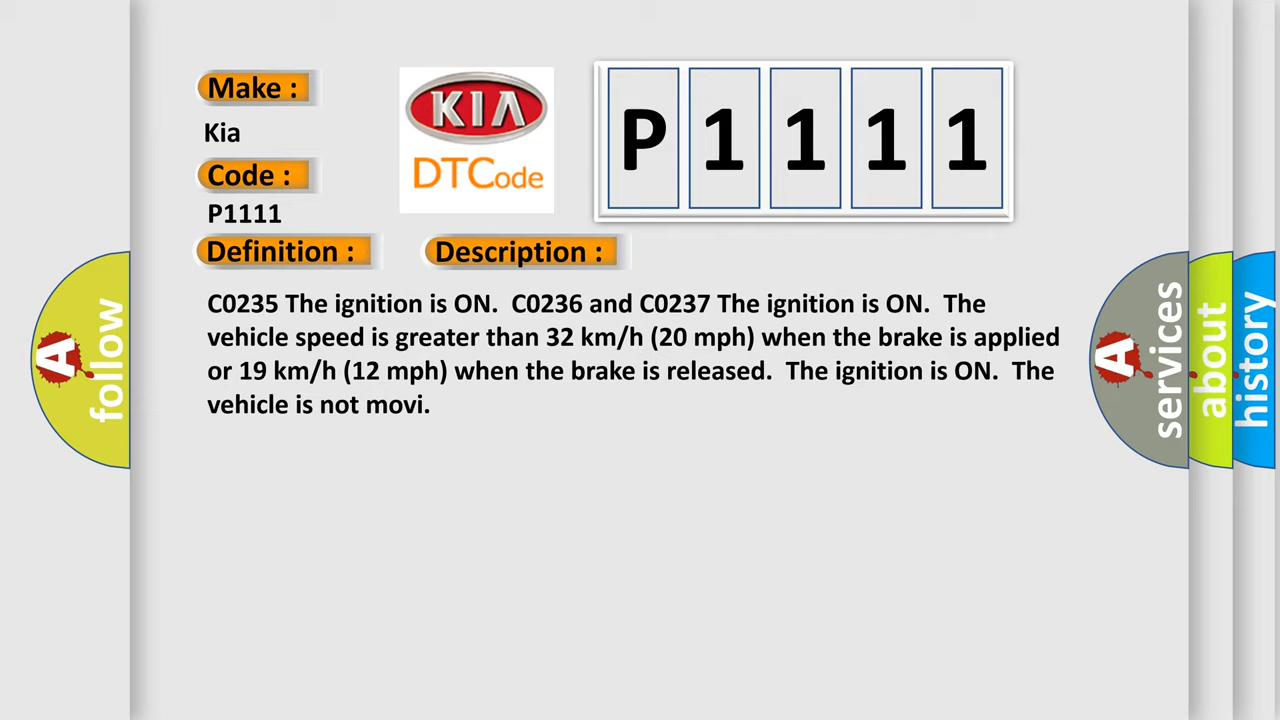 Make :
Kia
Code :
P1111
Definition :
Description :
KIA
DTCode
P 1 1 1 1
C0235 The ignition is ON. C0236 and C0237 The ignition is ON. The
vehicle speed is greater than 32 km/h (20 mph) when the brake is applied
or 19 km/h (12 mph) when the brake is released. The ignition is ON. The
vehicle is not movi.
A follow
A services
about
history